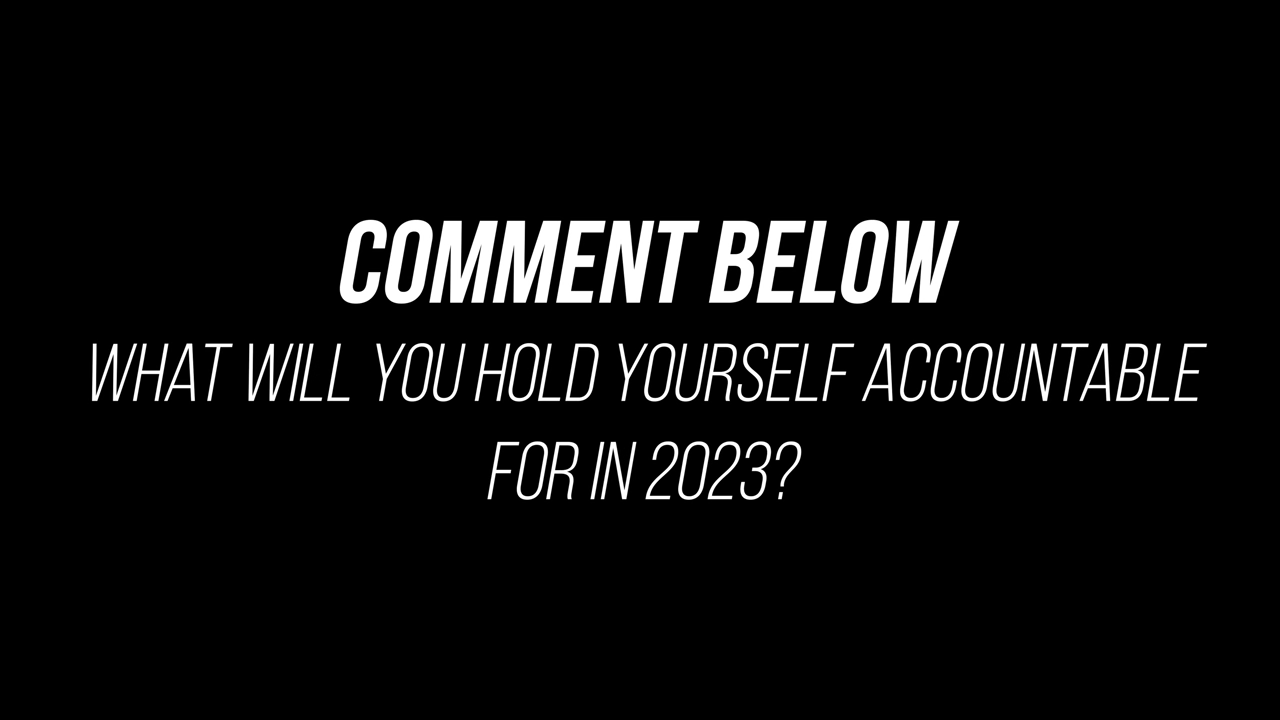 COMMENT BELOW
WHAT WILL YOU HOLD YOURSELF ACCOUNTABLE
FOR IN 2023?